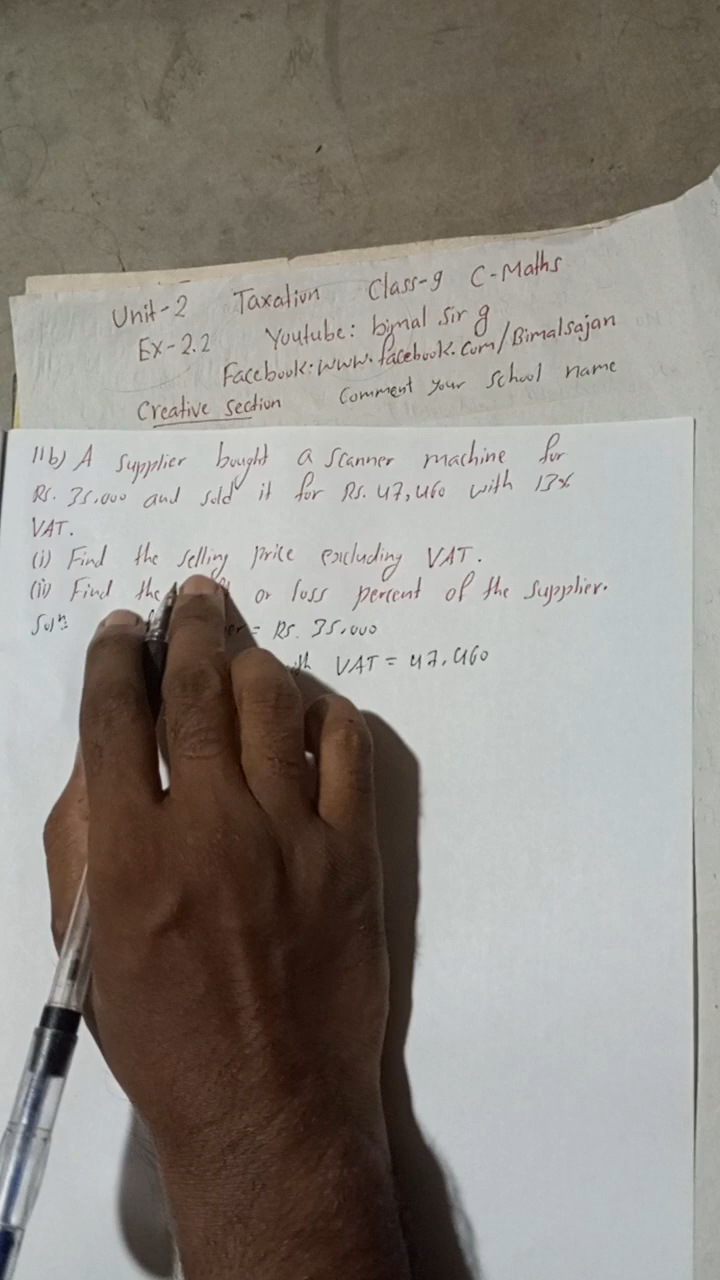 Unit-2 Taxation Class-9 C-Maths
Ex-2.2 Youtube: bimal sir g
Facebook: www.facebook.com/Bimalsajan
Creative section Comment your school name
11b) A supplier bought a scanner machine for
Rs. 35,000 and sold it for Rs. 47,460 with 13%
VAT.
(i) Find the selling price excluding VAT.
(ii) Find the or loss percent of the supplier.
Solⁿ: = Rs. 35,000
VAT = 47,460